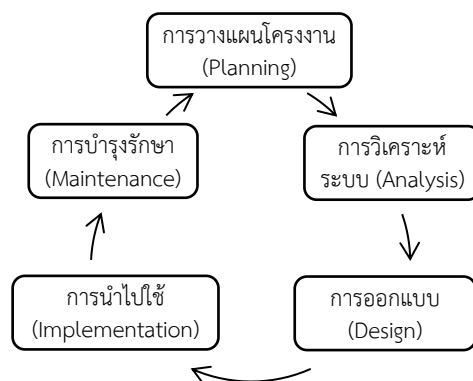 การวางแผนโครงงาน
(Planning)
การวิเคราะห์
ระบบ (Analysis)
การออกแบบ
(Design)
การนำไปใช้
(Implementation)
การบำรุงรักษา
(Maintenance)